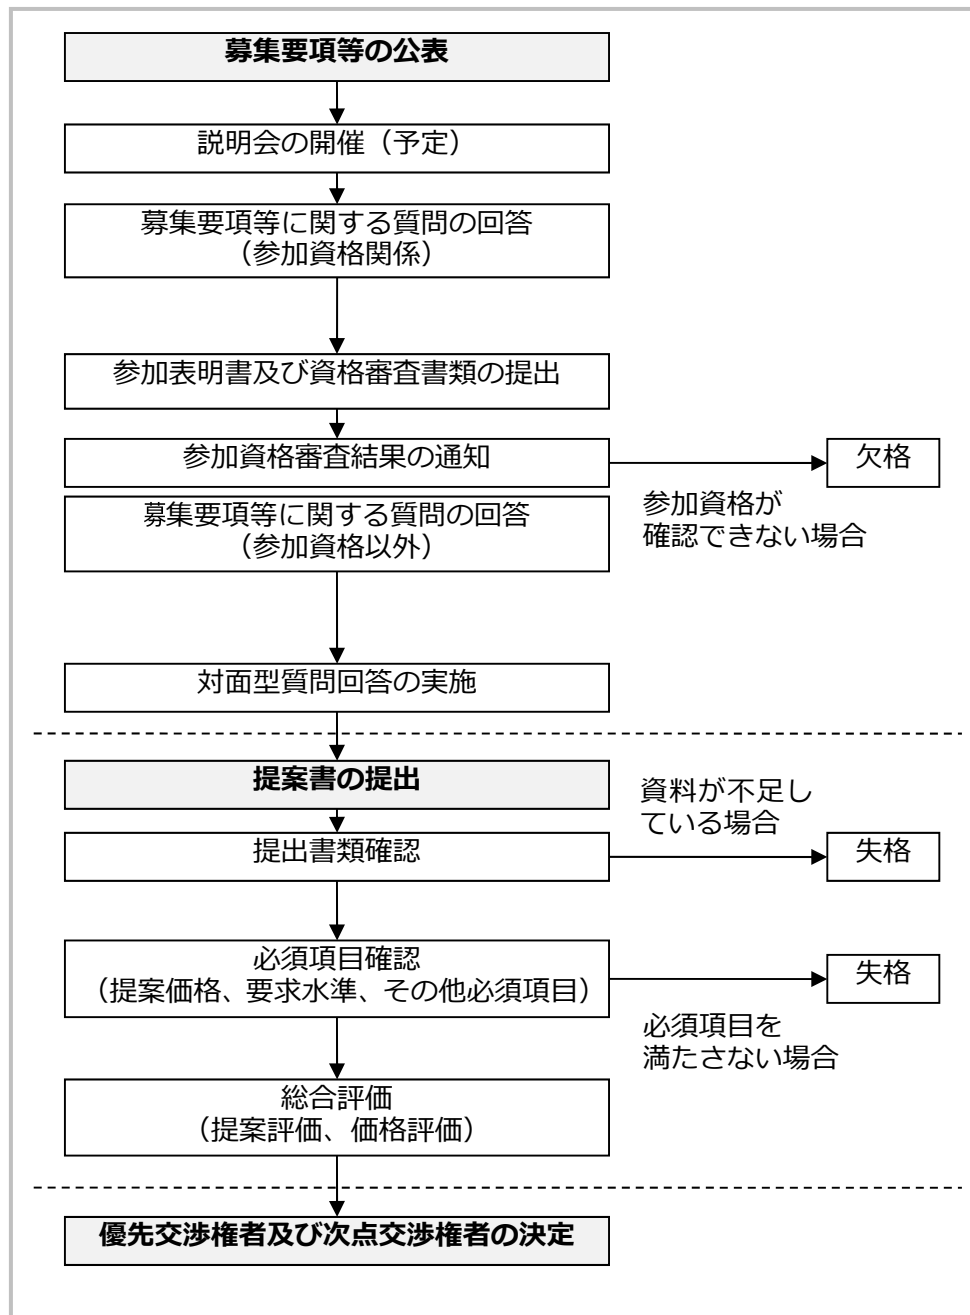 募集要項等の公表
説明会の開催（予定）
募集要項等に関する質問の回答
（参加資格関係）
参加表明書及び資格審査書類の提出
参加資格審査結果の通知
欠格
参加資格が
確認できない場合
募集要項等に関する質問の回答
（参加資格以外）
対面型質問回答の実施
提案書の提出
資料が不足し
ている場合
提出書類確認
失格
必須項目確認
（提案価格、要求水準、その他必須項目）
失格
必須項目を
満たさない場合
総合評価
（提案評価、価格評価）
優先交渉権者及び次点交渉権者の決定